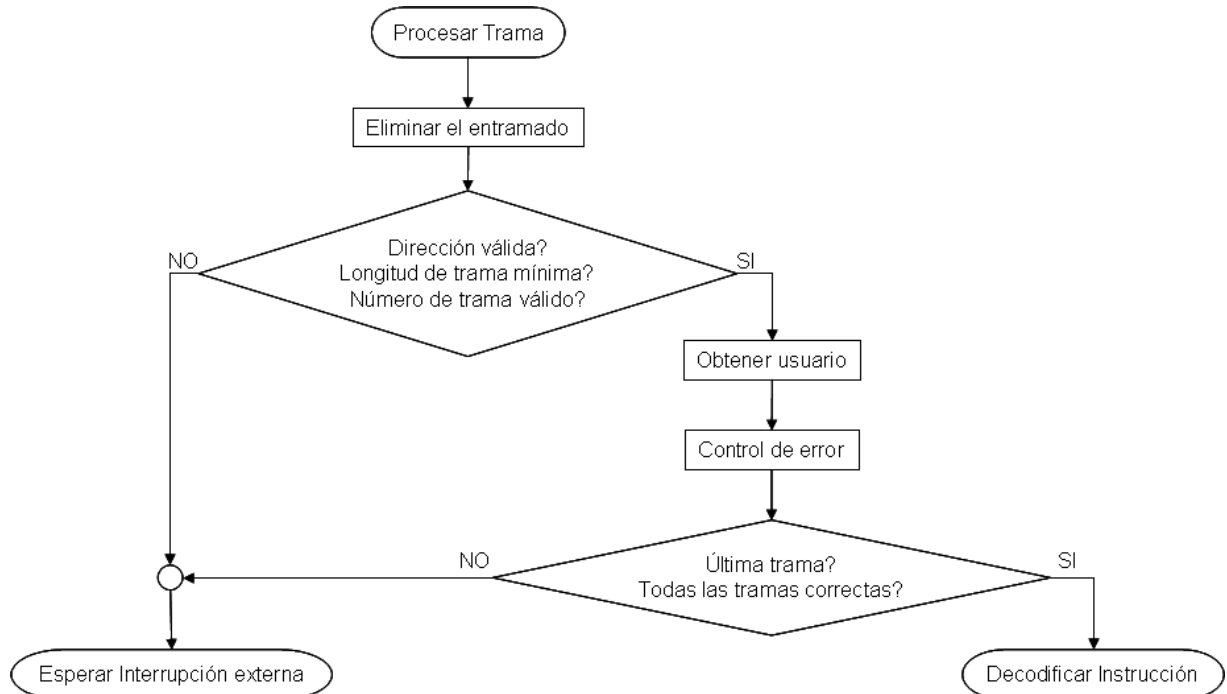 Procesar Trama
Eliminar el entramado
Dirección válida?
NO
SI
Longitud de trama mínima?
Número de trama válido?
Obtener usuario
Control de error
NO
Última trama?
SI
Todas las tramas correctas?
Esperar Interrupción externa
Decodificar Instrucción